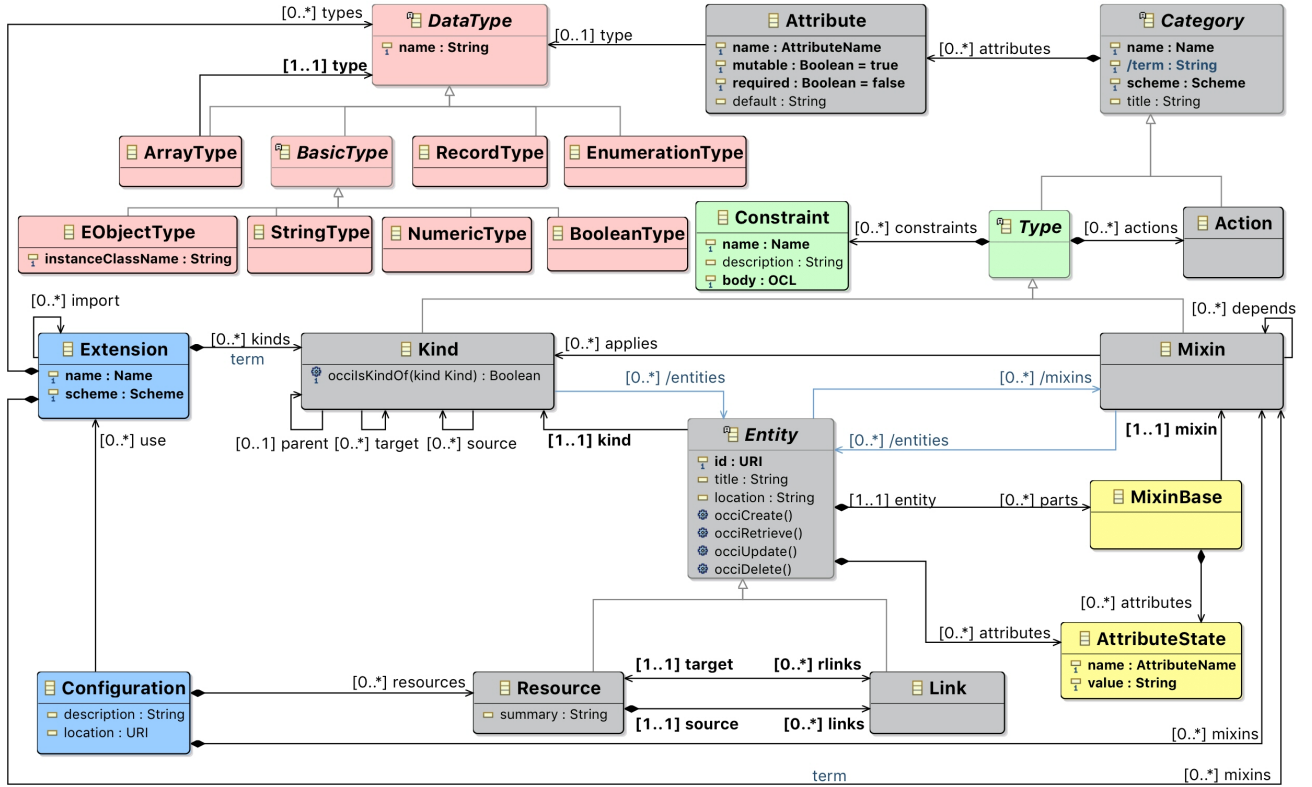 [0..*] types
DataType
name : String
[0..1] type
[1..1] type
Attribute
name : AttributeName
mutable : Boolean = true
required : Boolean = false
default : String
[0..*] attributes
Category
name : Name
/term : String
scheme : Scheme
title : String
ArrayType
BasicType
RecordType
EnumerationType
EObjectType
instanceClassName : String
StringType
NumericType
BooleanType
Constraint
name : Name
description : String
body : OCL
[0..*] constraints
Type
[0..*] actions
Action
[0..*] import
Extension
name : Name
scheme : Scheme
[0..*] kinds
term
Kind
occiIsKindOf(kind Kind) : Boolean
[0..*] applies
Mixin
[0..*] depends
[0..*] /entities
[0..*] /mixins
[0..1] parent
[0..*] target
[0..*] source
[1..1] kind
[0..*] /entities
[1..1] mixin
[0..*] use
Entity
id : URI
title : String
location : String
occiCreate()
occiRetrieve()
occiUpdate()
occiDelete()
[1..1] entity
[0..*] parts
MixinBase
[0..*] attributes
[0..*] attributes
AttributeState
name : AttributeName
value : String
Configuration
description : String
location : URI
[0..*] resources
Resource
summary : String
[1..1] target
[0..*] rlinks
[1..1] source
[0..*] links
Link
[0..*] mixins
term
[0..*] mixins